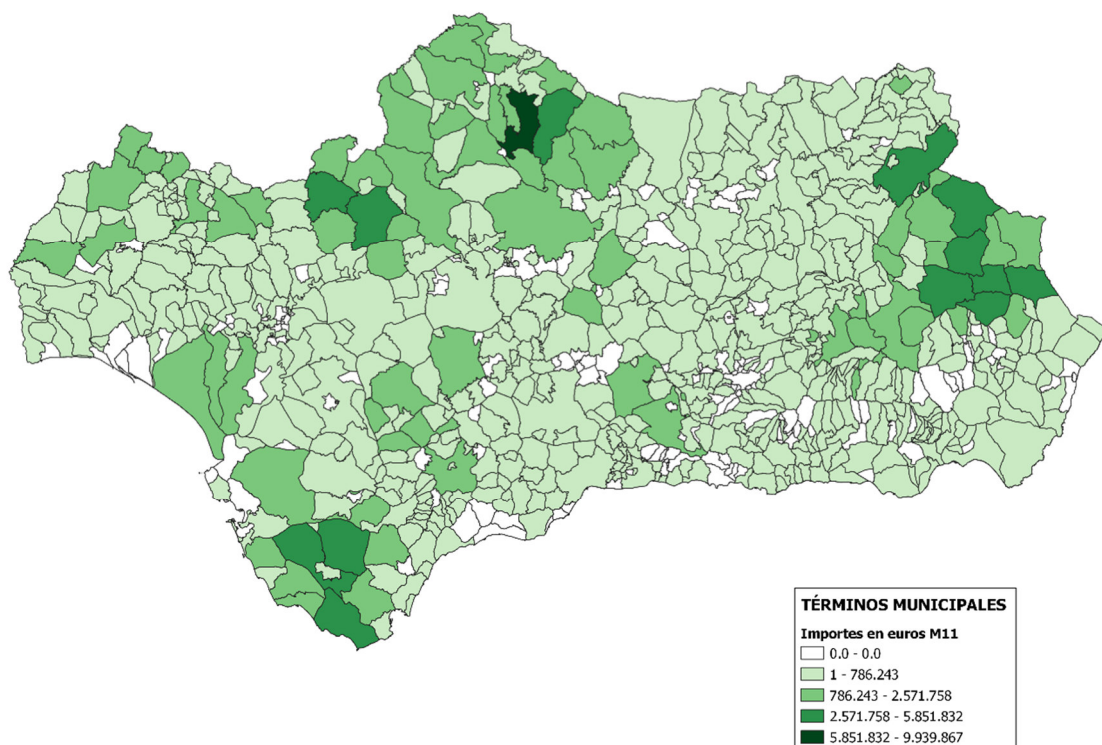 TÉRMINOS MUNICIPALES
Importes en euros M11
0.0 - 0.0
1 - 786.243
786.243 - 2.571.758
2.571.758 - 5.851.832
5.851.832 - 9.939.867